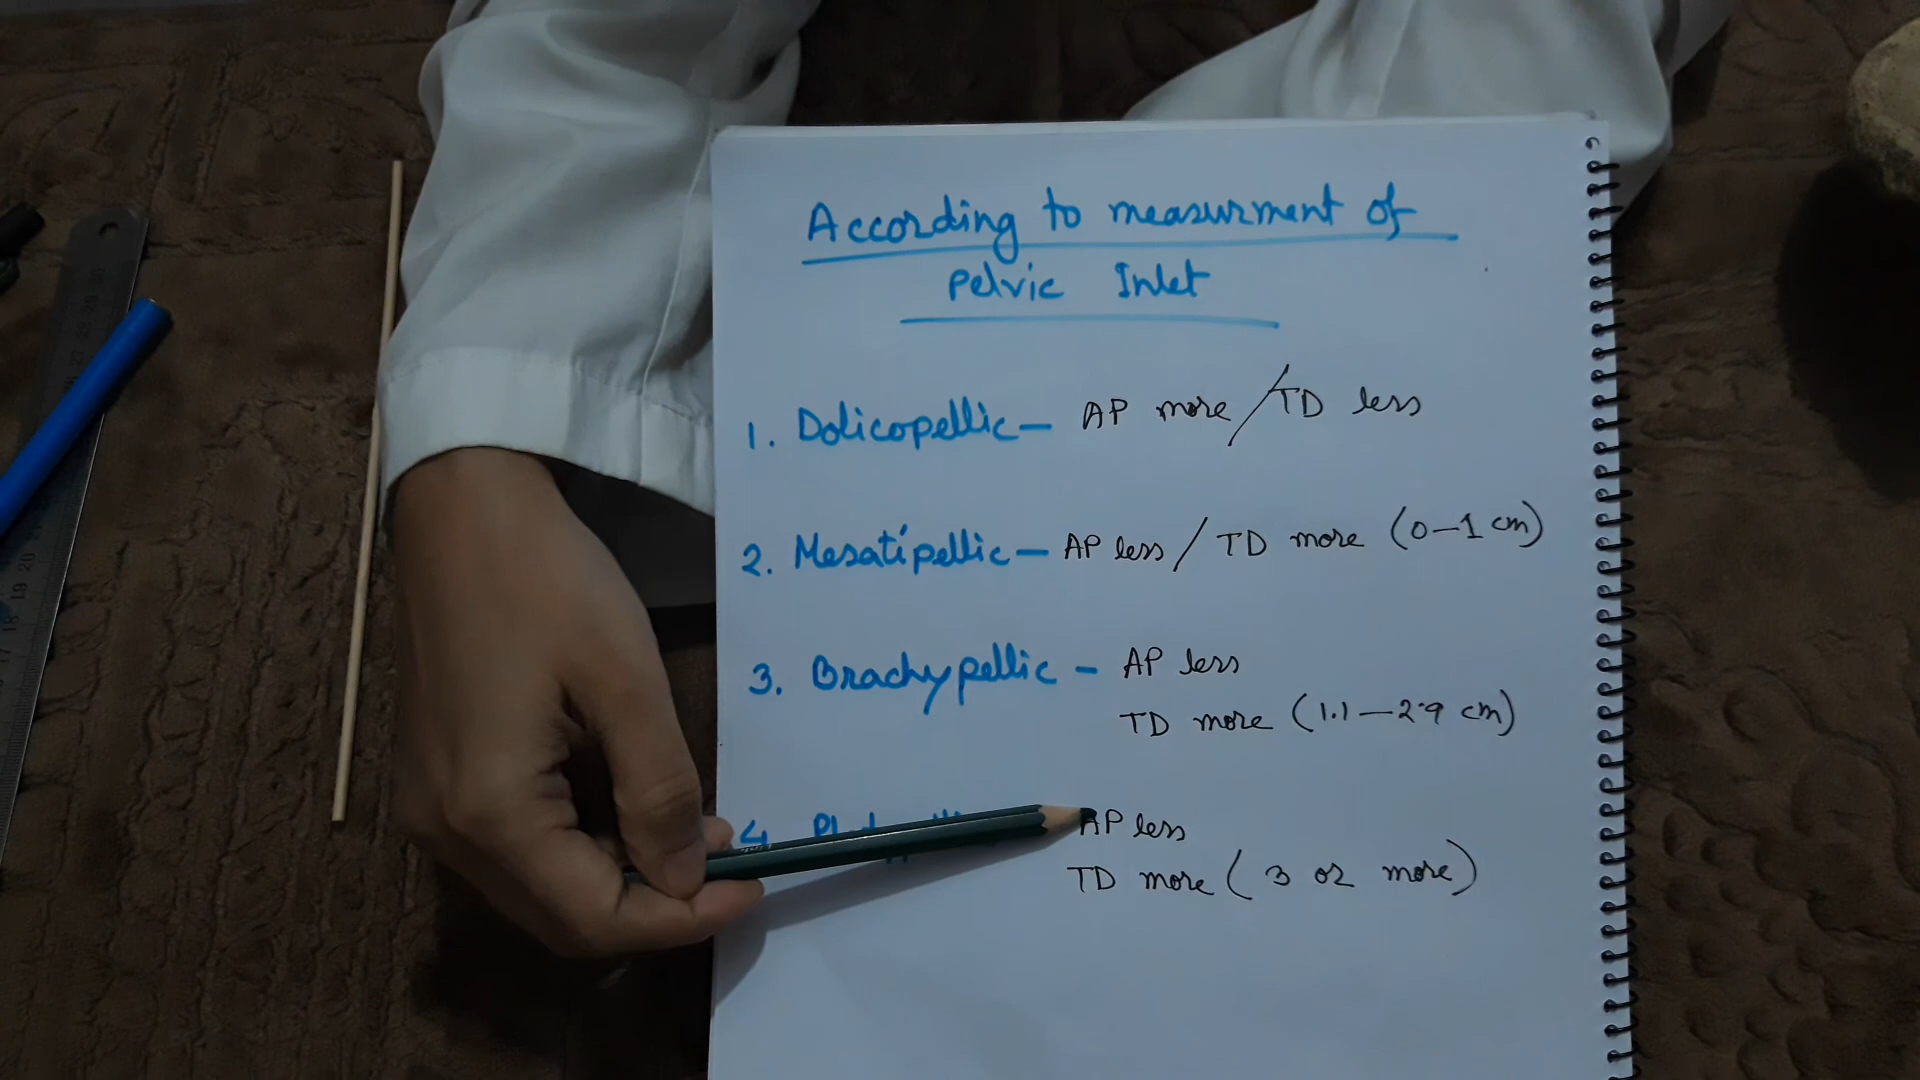 According to measurment of
Pelvic Inlet
1. Dolicopellic - AP more / TD less
2. Mesatipellic - AP less / TD more (0-1 cm)
3. Brachypellic - AP less
TD more (1.1-2.9 cm)
4. AP less
TD more (3 or more)